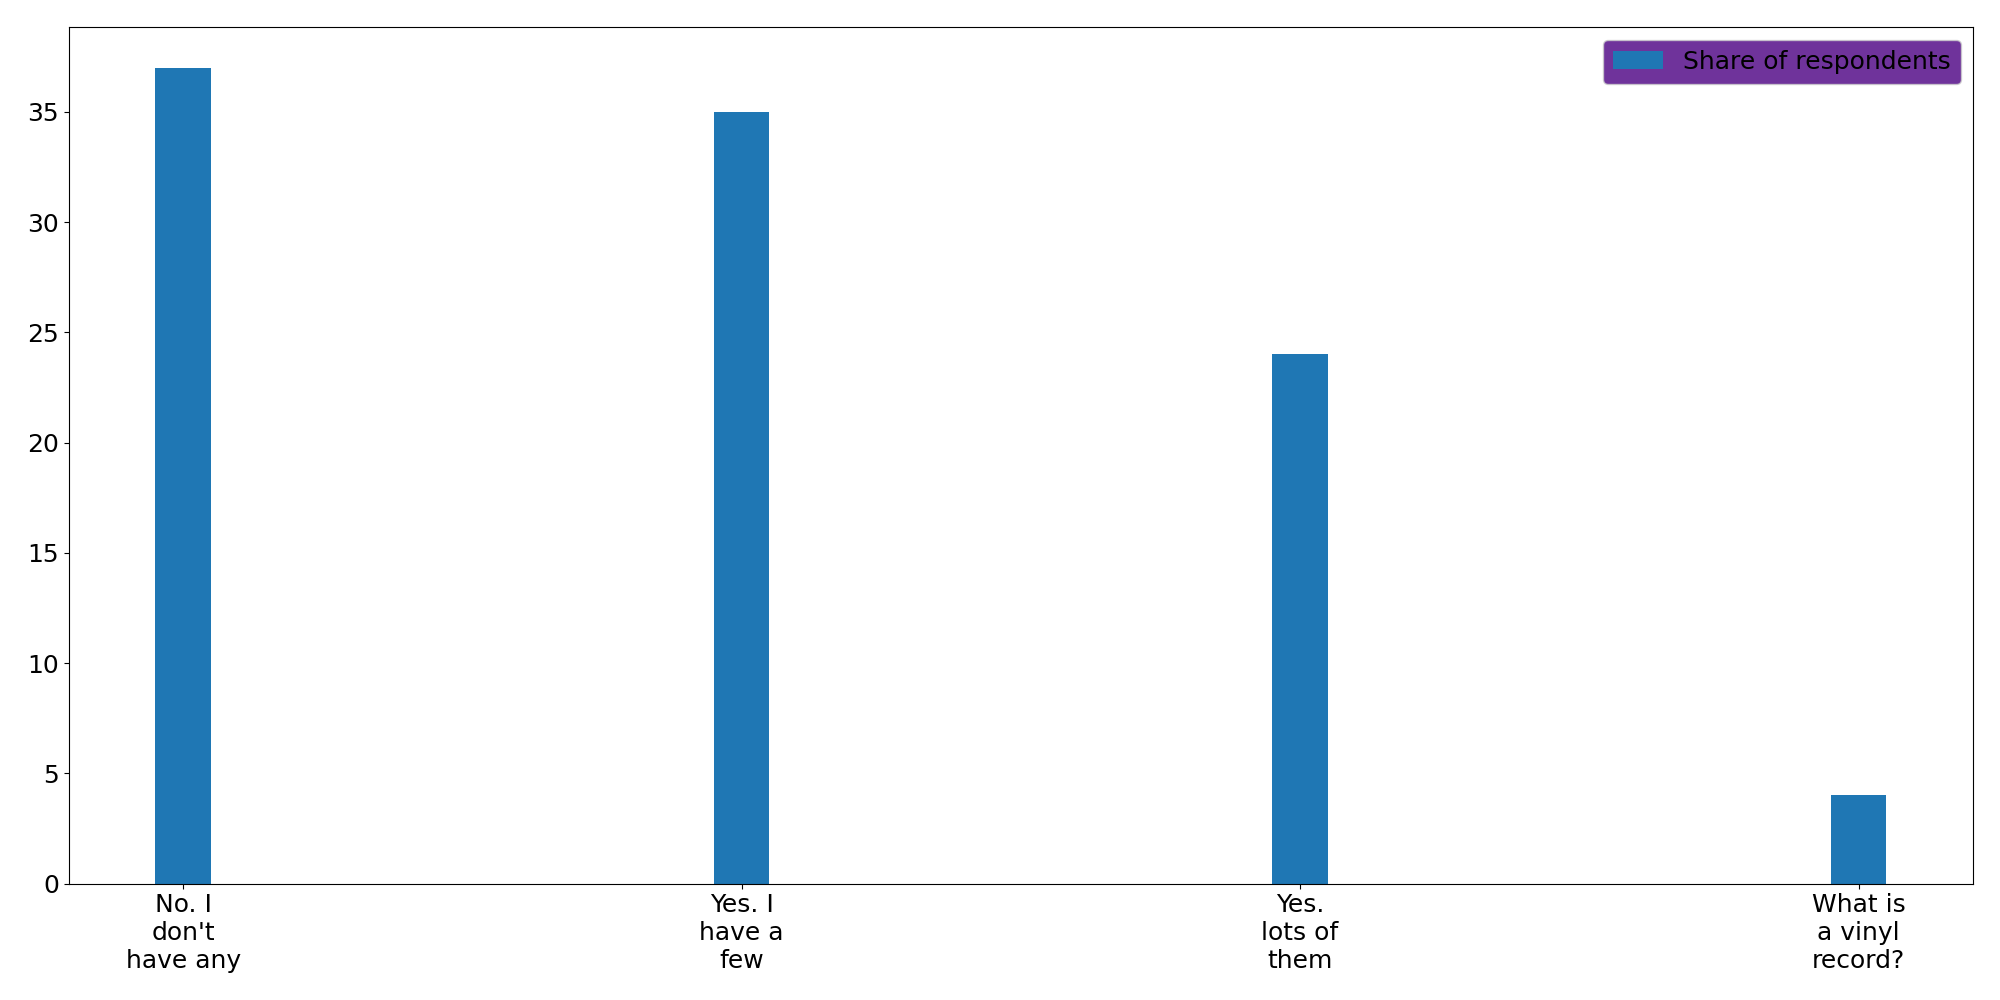 Share of respondents
35
30
25
20
15
10
5
0
No. I
don't
have any
Yes. I
have a
few
Yes.
lots of
them
What is
a vinyl
record?